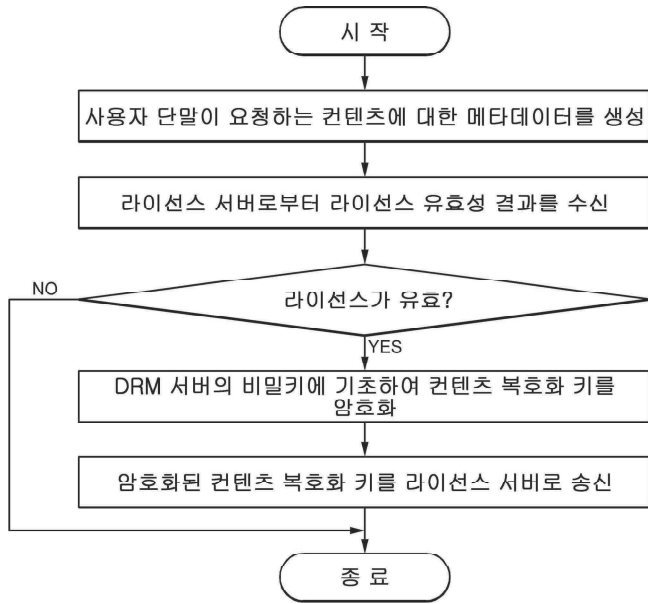 시 작
사용자 단말이 요청하는 컨텐츠에 대한 메타데이터를 생성
라이선스 서버로부터 라이선스 유효성 결과를 수신
NO
라이선스가 유효?
YES
DRM 서버의 비밀키에 기초하여 컨텐츠 복호화 키를
암호화
암호화된 컨텐츠 복호화 키를 라이선스 서버로 송신
종 료